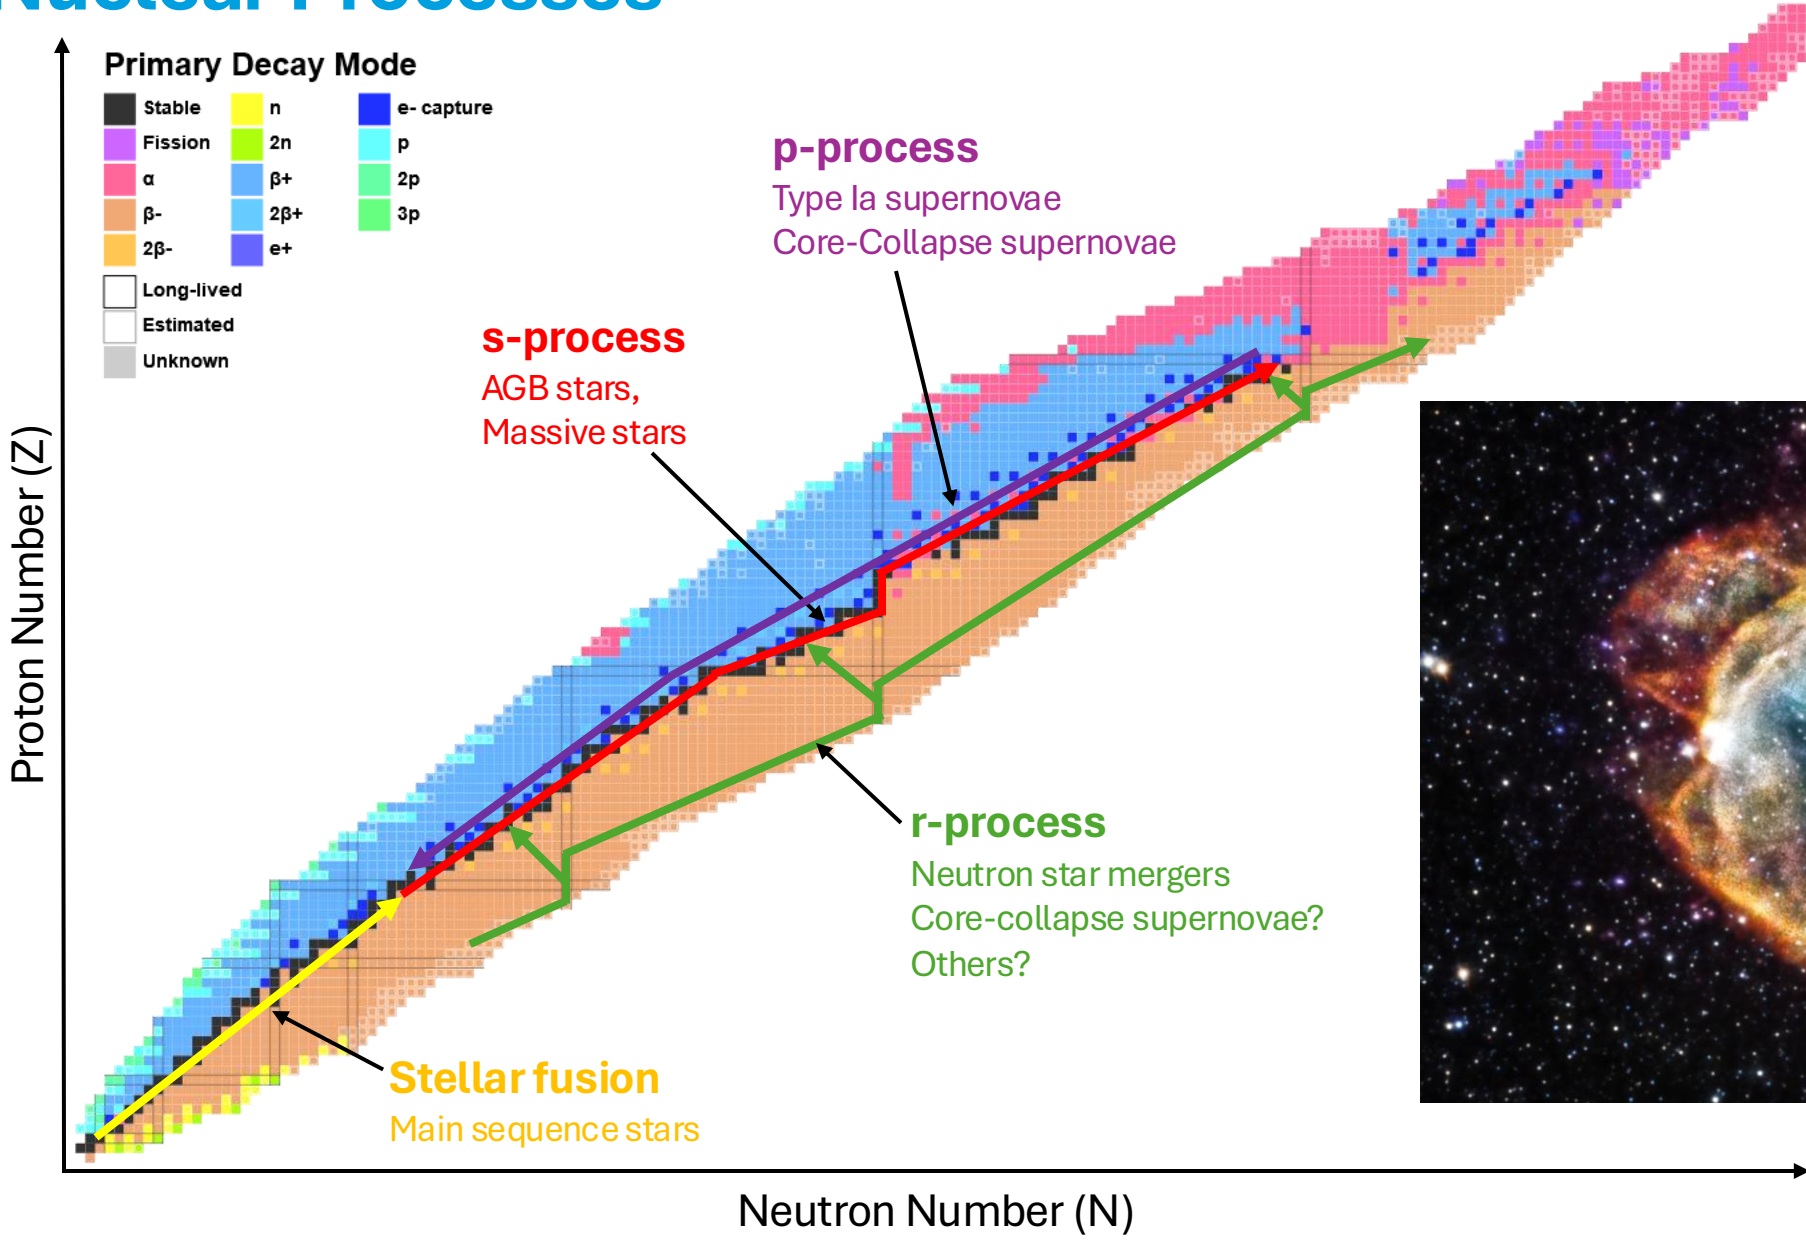 Nuclear Processes
Primary Decay Mode
Stable
n
e- capture
Fission
2n
p
α
β+
2p
β-
2β+
3p
2β-
e+
Long-lived
Estimated
Unknown
p-process
Type Ia supernovae
Core-Collapse supernovae
s-process
AGB stars,
Massive stars
r-process
Neutron star mergers
Core-collapse supernovae?
Others?
Stellar fusion
Main sequence stars
Proton Number (Z)
Neutron Number (N)